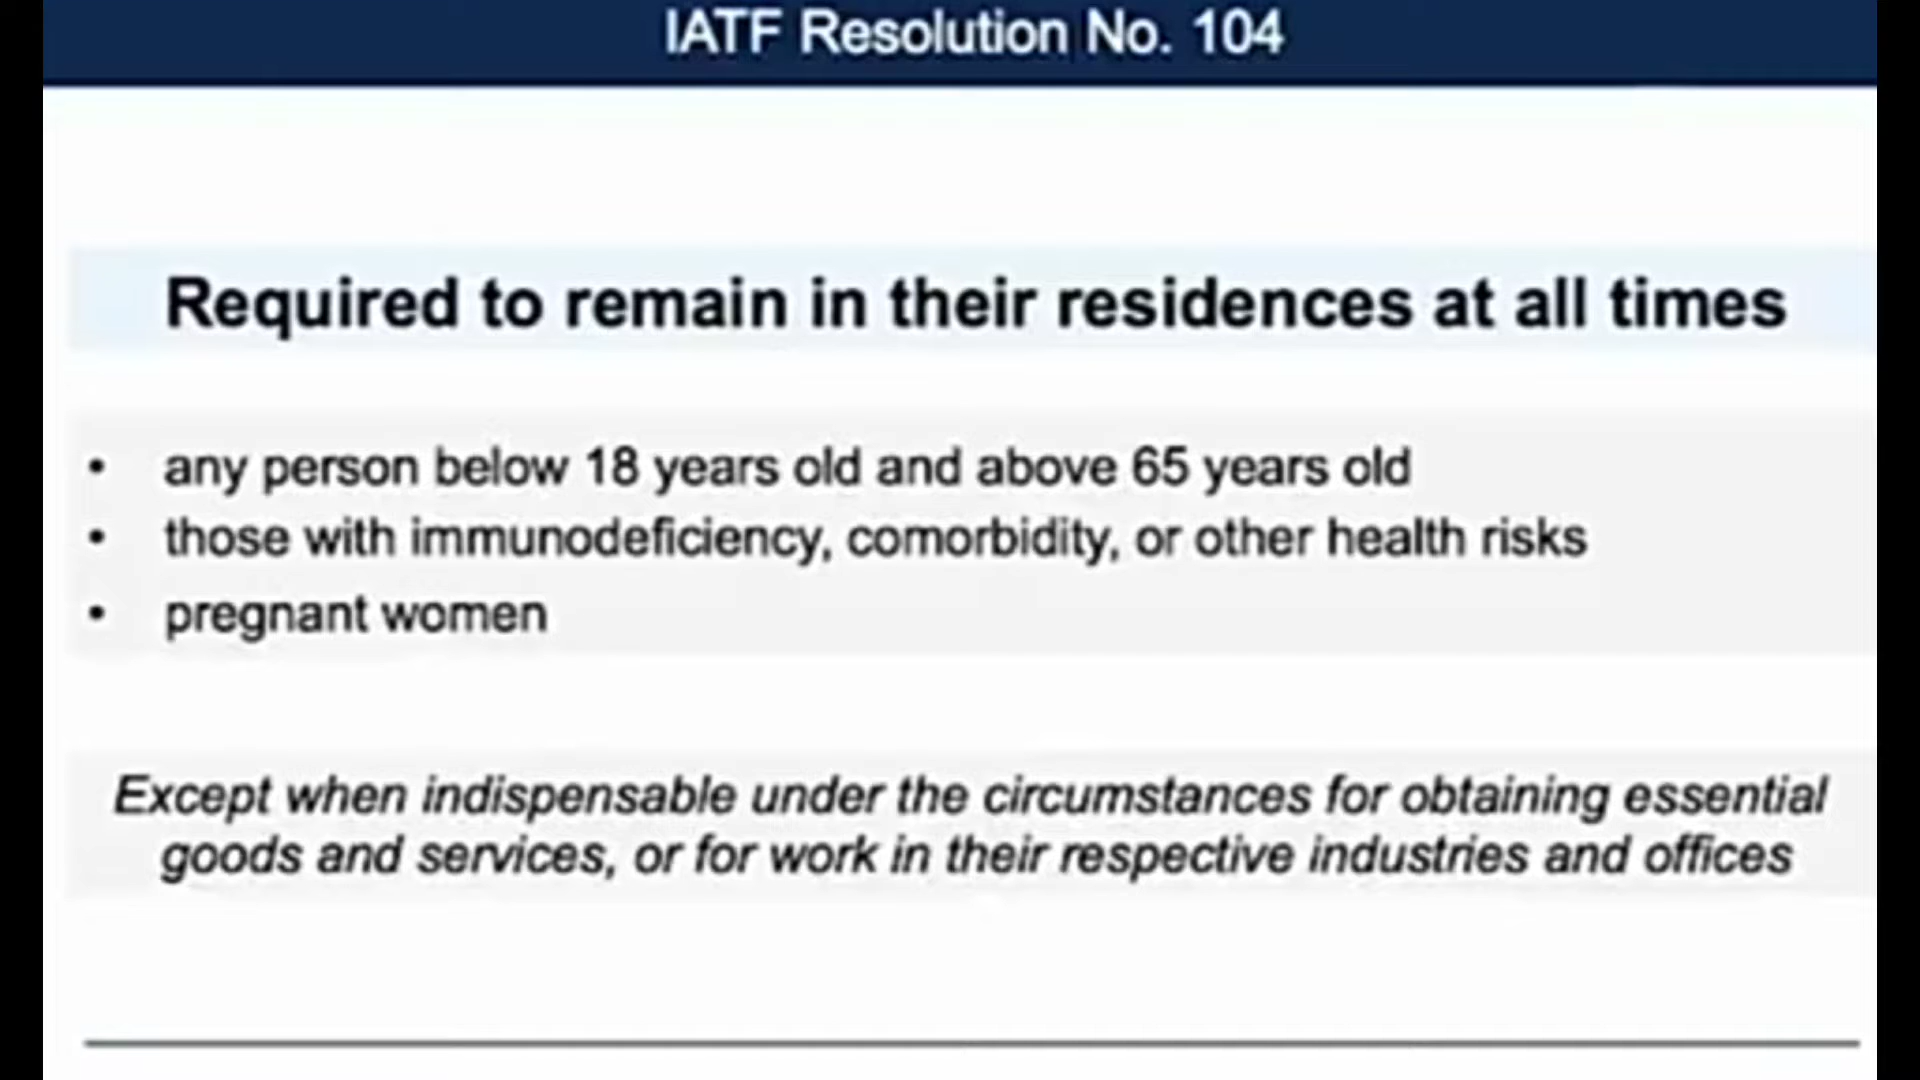 IATF Resolution No. 104
Required to remain in their residences at all times
• any person below 18 years old and above 65 years old
• those with immunodeficiency, comorbidity, or other health risks
• pregnant women
Except when indispensable under the circumstances for obtaining essential
goods and services, or for work in their respective industries and offices